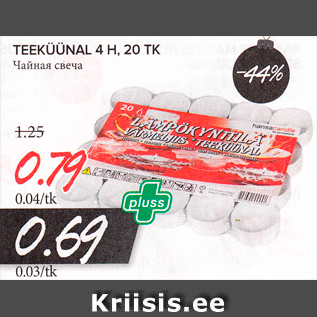 TEEKÜÜNAL 4 H, 20 TK
Чайная свеча
-44%
1.25
0.79
0.04/tk
20
LÄMPÖKYNTTILÄ
VÄRMELJUS TEEKÜÜNAL
hansacandle
pluss
0.69
0.03/tk
Kriisis.ee